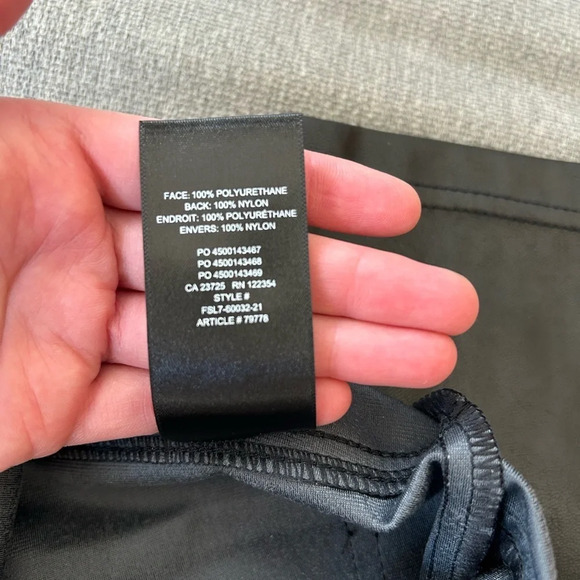 FACE: 100% POLYURETHANE
BACK: 100% NYLON
ENDROIT: 100% POLYURÉTHANE
ENVERS: 100% NYLON
PO 4500143467
PO 4500143468
PO 4500143469
CA 23725 RN 122354
STYLE #
FSL7-60032-21
ARTICLE # 79778